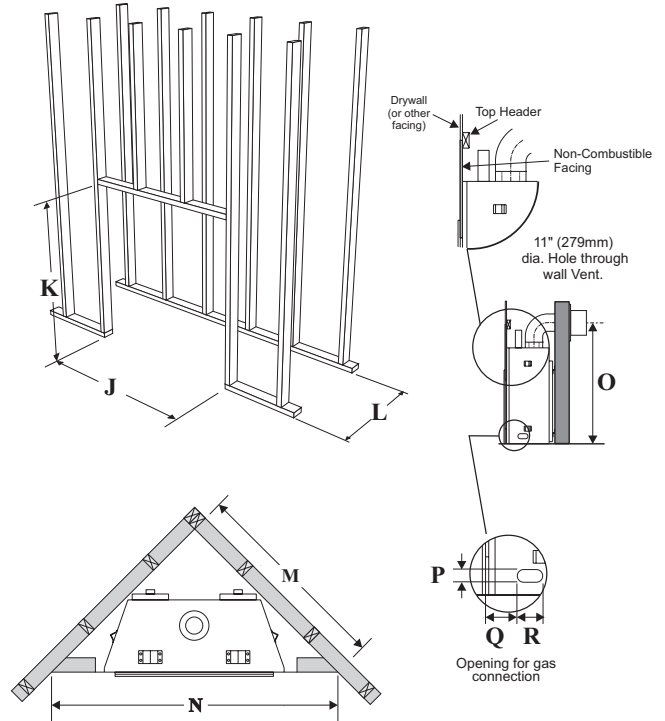 Drywall
(or other
facing)
Top Header
Non-Combustible
Facing
11" (279mm)
dia. Hole through
wall Vent.
K
J
L
O
M
N
P
Q R
Opening for gas
connection